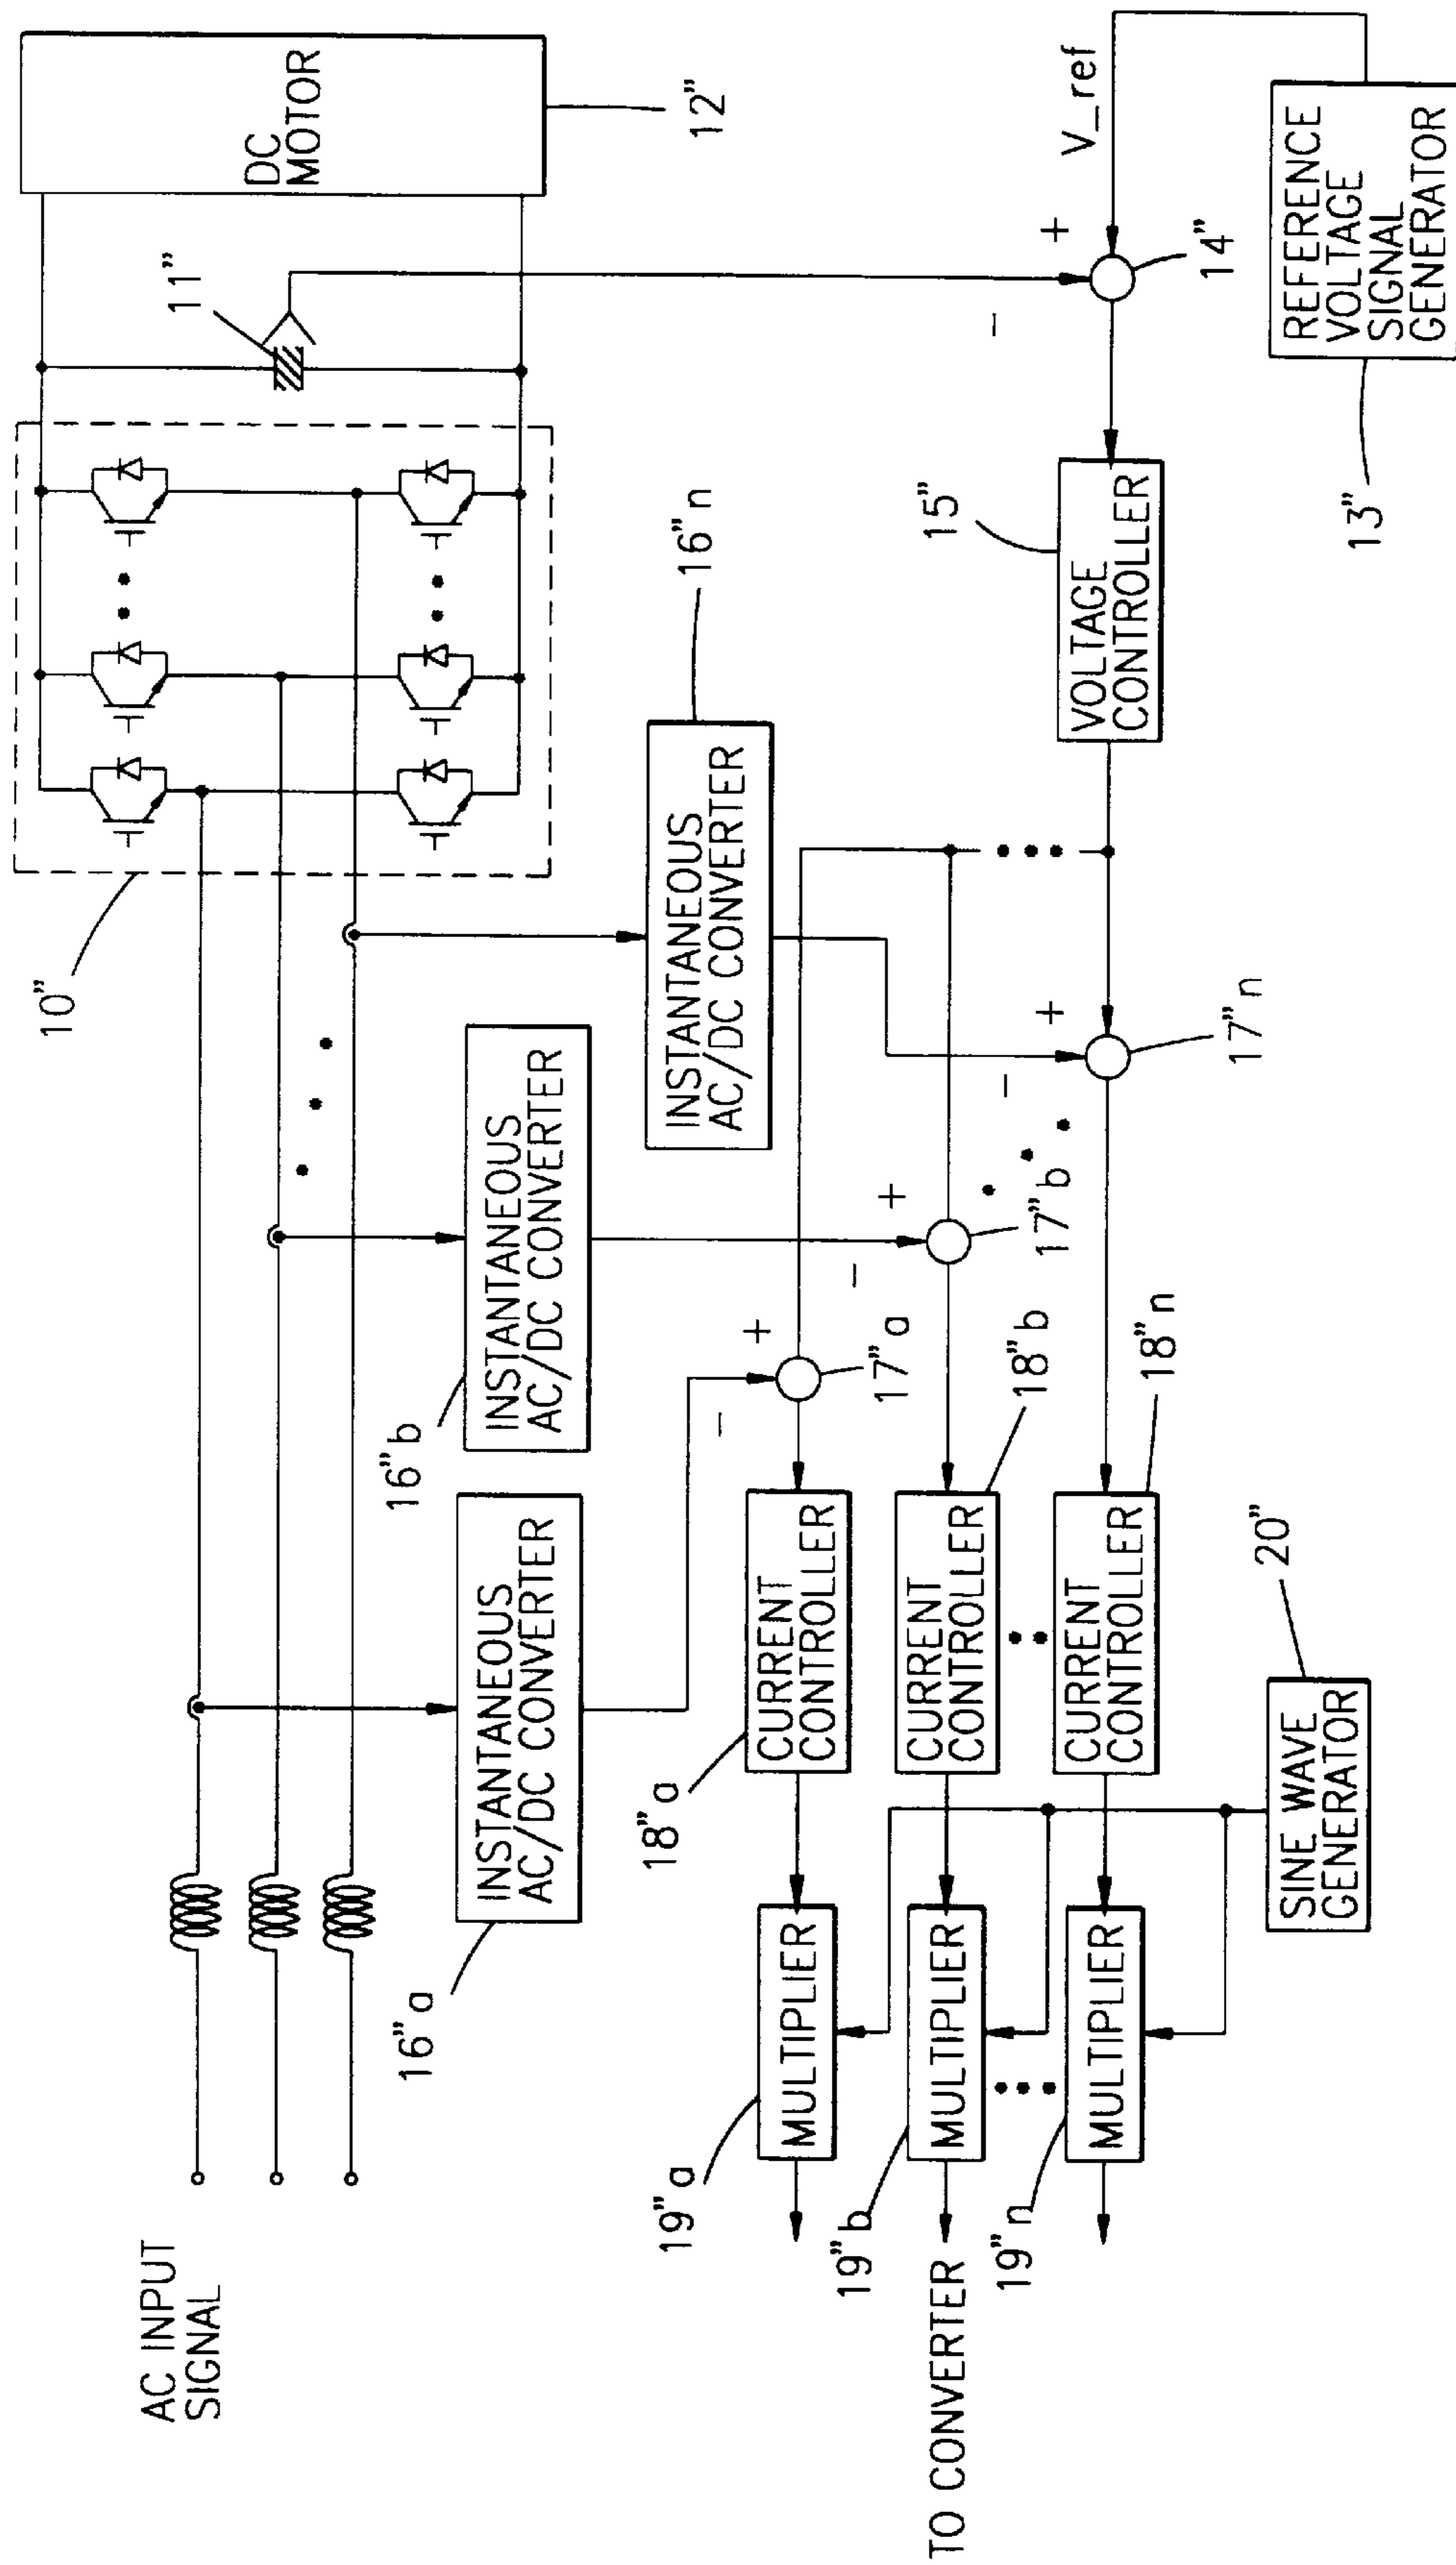 AC INPUT
SIGNAL
10”
11”
DC
MOTOR
12”
16”a
INSTANTANEOUS
AC/DC CONVERTER
16”b
INSTANTANEOUS
AC/DC CONVERTER
INSTANTANEOUS
AC/DC CONVERTER
16”n
19”a
MULTIPLIER
18”a
CURRENT
CONTROLLER
−
+
17”a
19”b
MULTIPLIER
CURRENT
CONTROLLER
18”b
−
+
17”b
TO CONVERTER
19”n
MULTIPLIER
CURRENT
CONTROLLER
18”n
−
+
17”n
VOLTAGE
CONTROLLER
15”
−
+
14”
V_ref
SINE WAVE
GENERATOR
20”
13”
REFERENCE
VOLTAGE
SIGNAL
GENERATOR